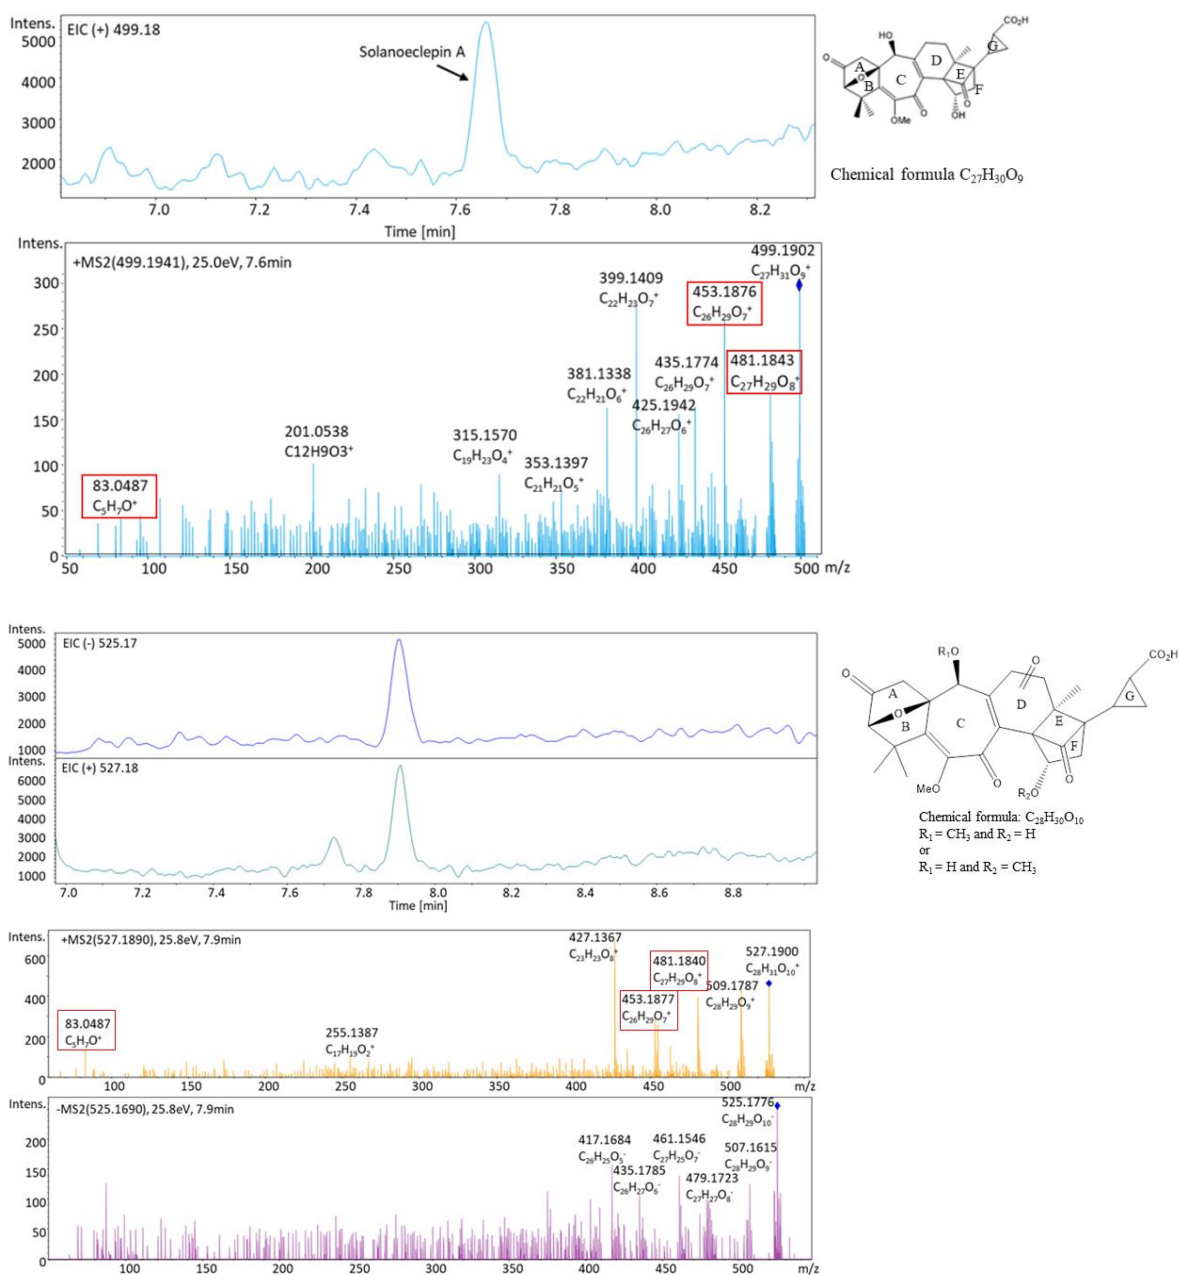 Intens.
EIC (+) 499.18
5000
4000
3000
2000
Solanoeclepin A
7.0 7.2 7.4 7.6 7.8 8.0 8.2
Time [min]
HO
CO₂H
G
D
A
E
O
O
C
B
F
O
O
OMe
OH
Chemical formula C₂₇H₃₀O₉
Intens.
+MS2(499.1941), 25.0eV, 7.6min
300
250
200
150
100
50
0
499.1902
C₂₇H₃₁O₉⁺
399.1409
C₂₂H₂₃O₇⁺
453.1876
C₂₆H₂₉O₇⁺
481.1843
C₂₇H₂₉O₈⁺
435.1774
C₂₆H₂₉O₇⁺
381.1338
C₂₂H₂₁O₆⁺
425.1942
C₂₆H₂₇O₆⁺
201.0538
C12H9O3⁺
315.1570
C₁₉H₂₃O₄⁺
353.1397
C₂₁H₂₁O₅⁺
83.0487
C₅H₇O⁺
50 100 150 200 250 300 350 400 450 500 m/z
Intens.
EIC (-) 525.17
5000
4000
3000
2000
1000
Intens.
EIC (+) 527.18
6000
5000
4000
3000
2000
1000
7.0 7.2 7.4 7.6 7.8 8.0 8.2 8.4 8.6 8.8
Time [min]
R₁O
O
CO₂H
O
A
D
G
O
E
B
C
F
MeO
O
O
R₂O
Chemical formula: C₂₈H₃₀O₁₀
R₁ = CH₃ and R₂ = H
or
R₁ = H and R₂ = CH₃
Intens.
+MS2(527.1890), 25.8eV, 7.9min
600
400
200
0
427.1367
C₂₃H₂₃O₈⁺
481.1840
C₂₇H₂₉O₈⁺
527.1900
C₂₈H₃₁O₁₀⁺
509.1787
C₂₈H₂₉O₉⁺
453.1877
C₂₆H₂₉O₇⁺
83.0487
C₅H₇O⁺
255.1387
C₁₇H₁₉O₂⁺
100 150 200 250 300 350 400 450 500 m/z
Intens.
-MS2(525.1690), 25.8eV, 7.9min
200
150
100
50
0
525.1776
C₂₈H₂₉O₁₀⁻
417.1684
C₂₆H₂₅O₅⁻
461.1546
C₂₇H₂₅O₇⁻
507.1615
C₂₈H₂₉O₉⁻
435.1785
C₂₆H₂₇O₆⁻
479.1723
C₂₇H₂₇O₈⁻
100 150 200 250 300 350 400 450 500 m/z